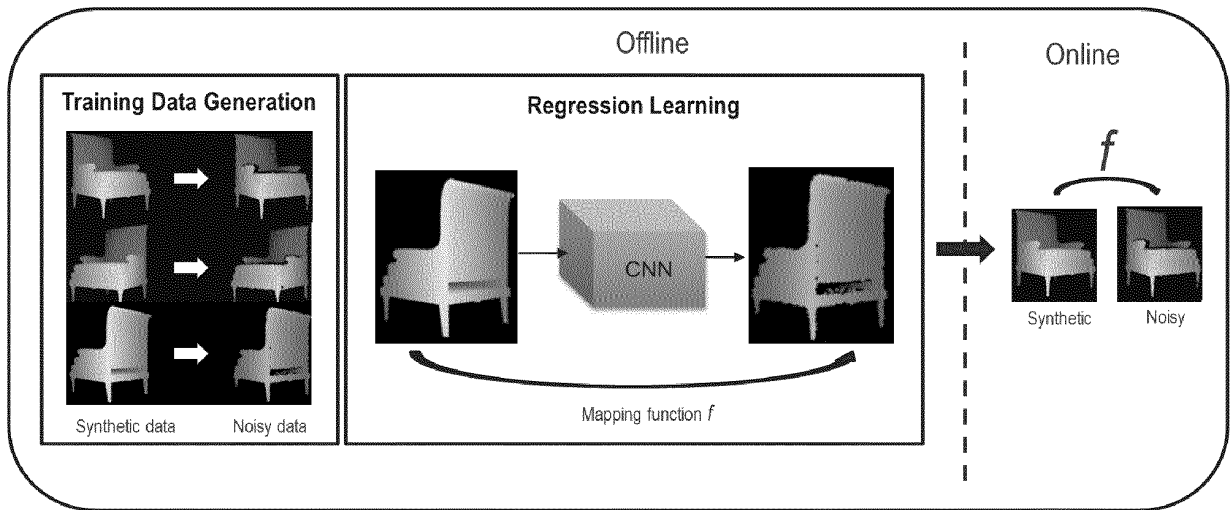 Offline
Online
Training Data Generation
Regression Learning
CNN
f
Synthetic data
Noisy data
Mapping function f
Synthetic
Noisy